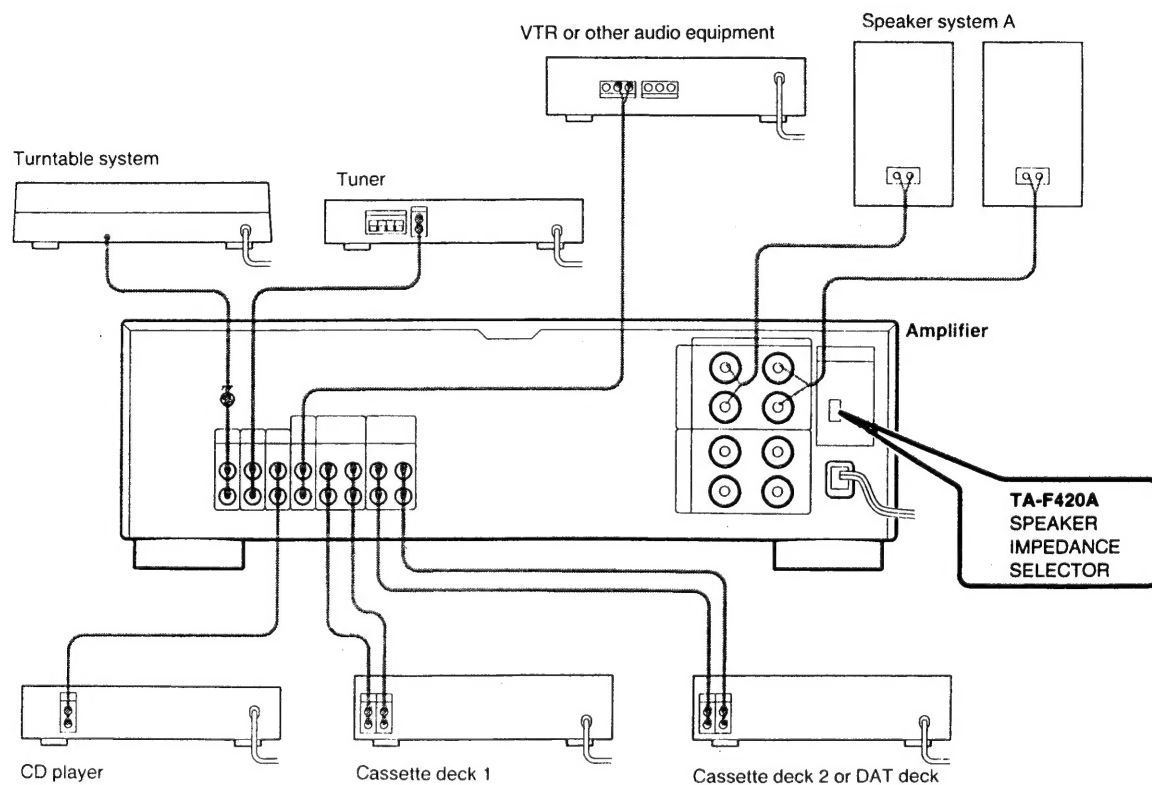 Speaker system A
VTR or other audio equipment
Turntable system
Tuner
Amplifier
TA-F420A
SPEAKER
IMPEDANCE
SELECTOR
CD player
Cassette deck 1
Cassette deck 2 or DAT deck